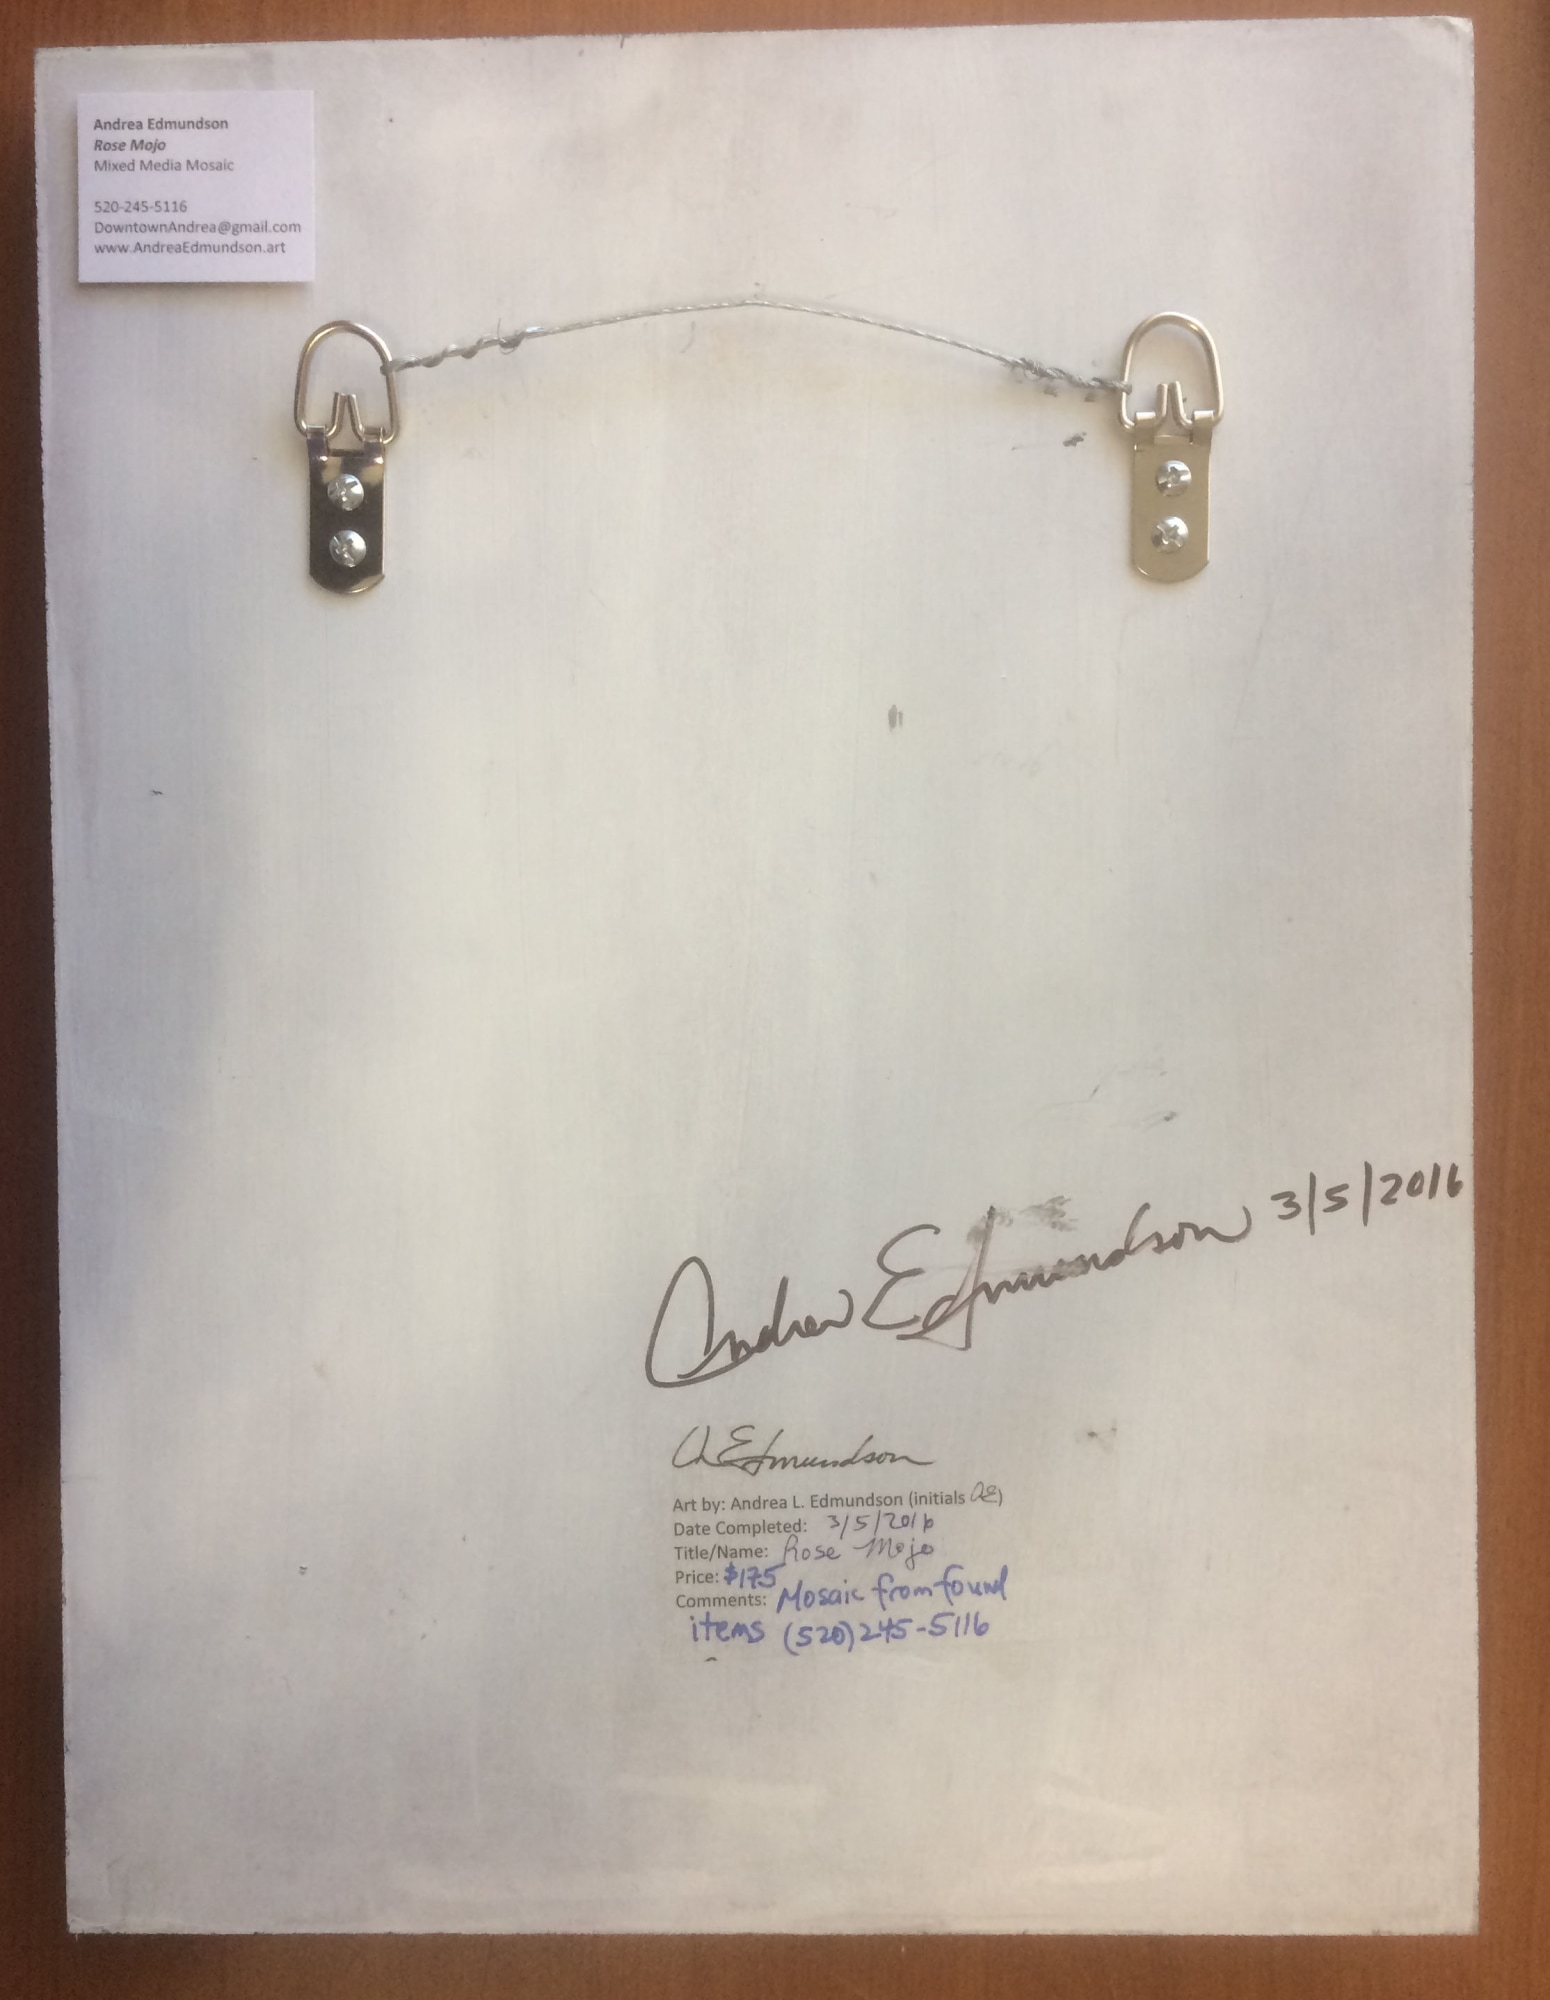 Andrea Edmundson
Rose Mojo
Mixed Media Mosaic
520-245-5116
DowntownAndrea@gmail.com
www.AndreaEdmundson.art
Andrea Edmundson 3/5/2016
A Edmundson
Art by: Andrea L. Edmundson (initials AE)
Date Completed: 3/5/2016
Title/Name: Rose Mojo
Price: $175
Comments: Mosaic from found
items (520)245-5116